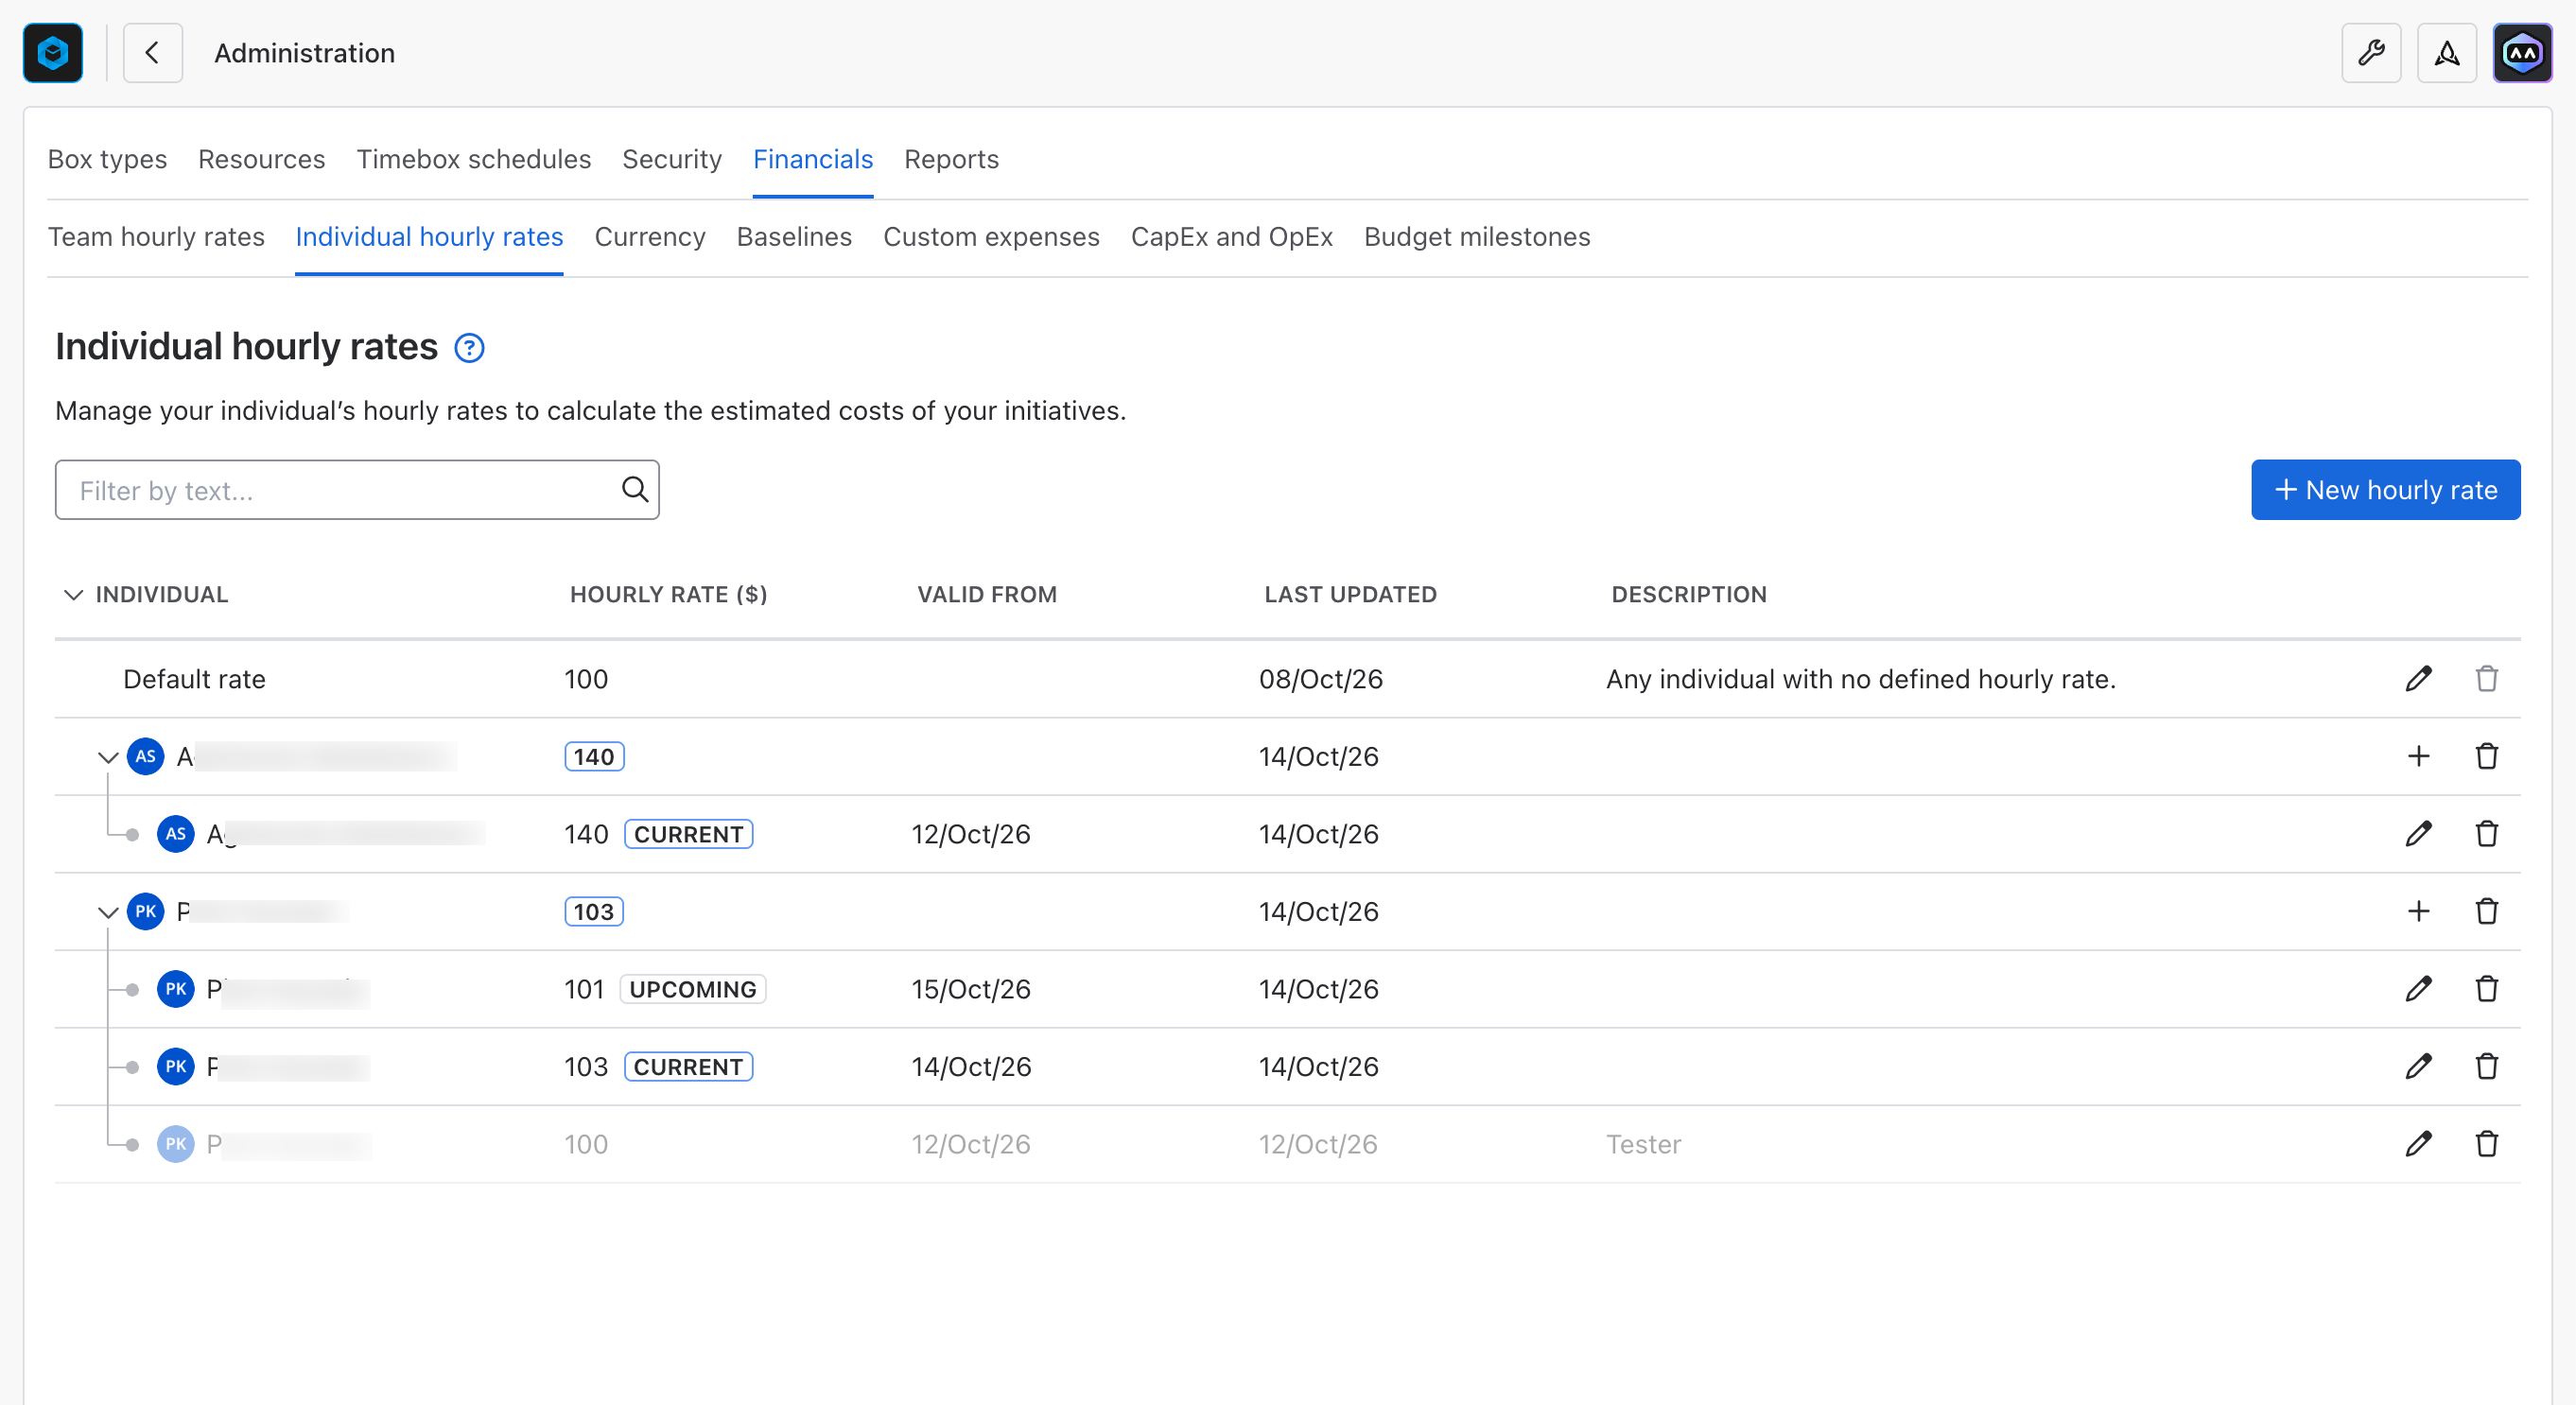 Administration
Box types Resources Timebox schedules Security Financials Reports
Team hourly rates Individual hourly rates Currency Baselines Custom expenses CapEx and OpEx Budget milestones
Individual hourly rates ?
Manage your individual’s hourly rates to calculate the estimated costs of your initiatives.
Filter by text...
+ New hourly rate
INDIVIDUAL HOURLY RATE ($) VALID FROM LAST UPDATED DESCRIPTION
Default rate 100 08/Oct/26 Any individual with no defined hourly rate.
AS 140 14/Oct/26
AS 140 CURRENT 12/Oct/26 14/Oct/26
PK 103 14/Oct/26
PK 101 UPCOMING 15/Oct/26 14/Oct/26
PK 103 CURRENT 14/Oct/26 14/Oct/26
PK 100 12/Oct/26 12/Oct/26 Tester